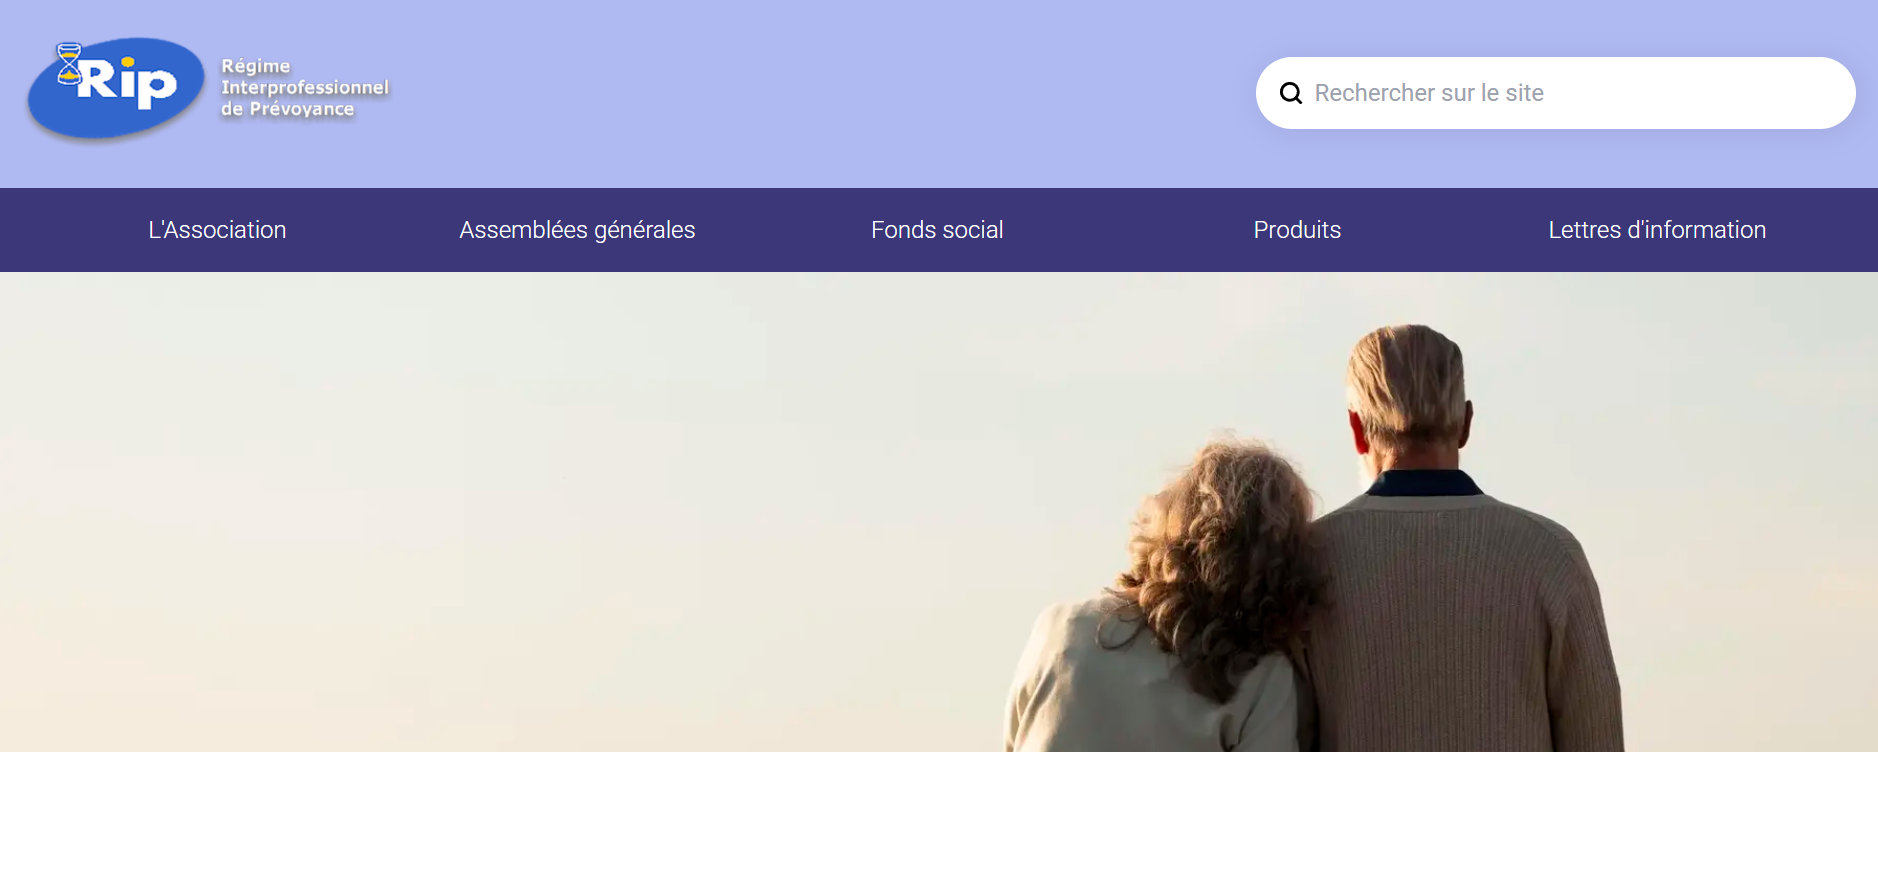 Rip
Régime
Interprofessionnel
de Prévoyance
Rechercher sur le site
L'Association
Assemblées générales
Fonds social
Produits
Lettres d'information